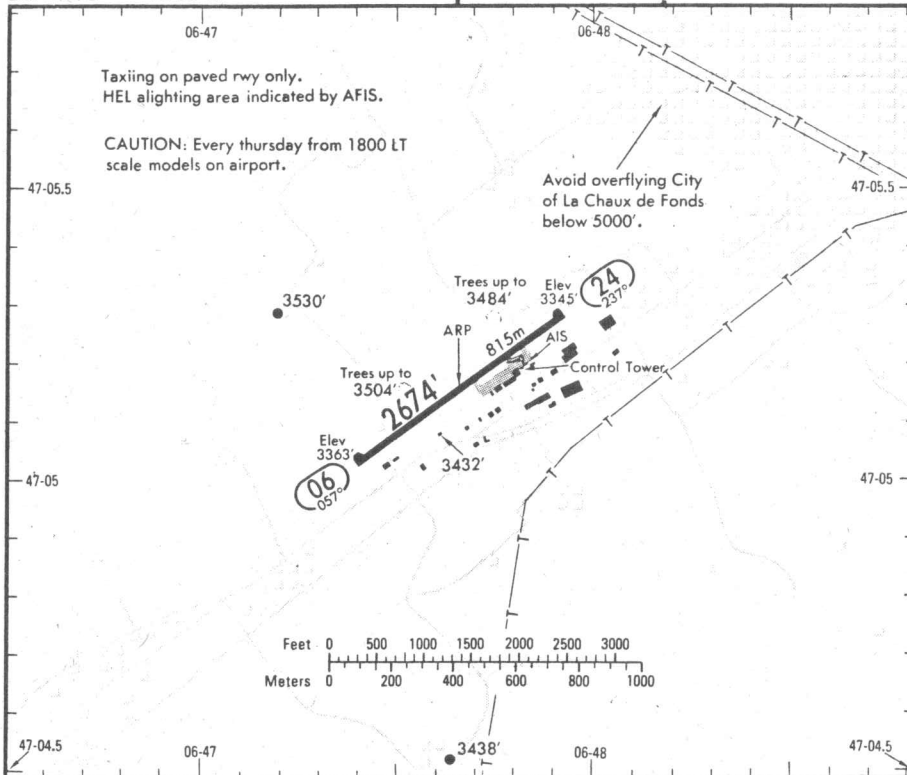 06-47
06-48
Taxiing on paved rwy only.
HEL alighting area indicated by AFIS.
CAUTION: Every thursday from 1800 LT
scale models on airport.
Avoid overflying City
of La Chaux de Fonds
below 5000'.
47-05.5
47-05.5
3530'
Trees up to
3484'
Elev
3345'
24
237°
ARP
815m
AIS
Control Tower
Trees up to
3504'
2674'
Elev
3363'
3432'
06
057°
47-05
47-05
Feet 0 500 1000 1500 2000 2500 3000
Meters 0 200 400 600 800 1000
47-04.5
06-47
3438'
06-48
47-04.5
T T T T T T T T T T T T T T T T